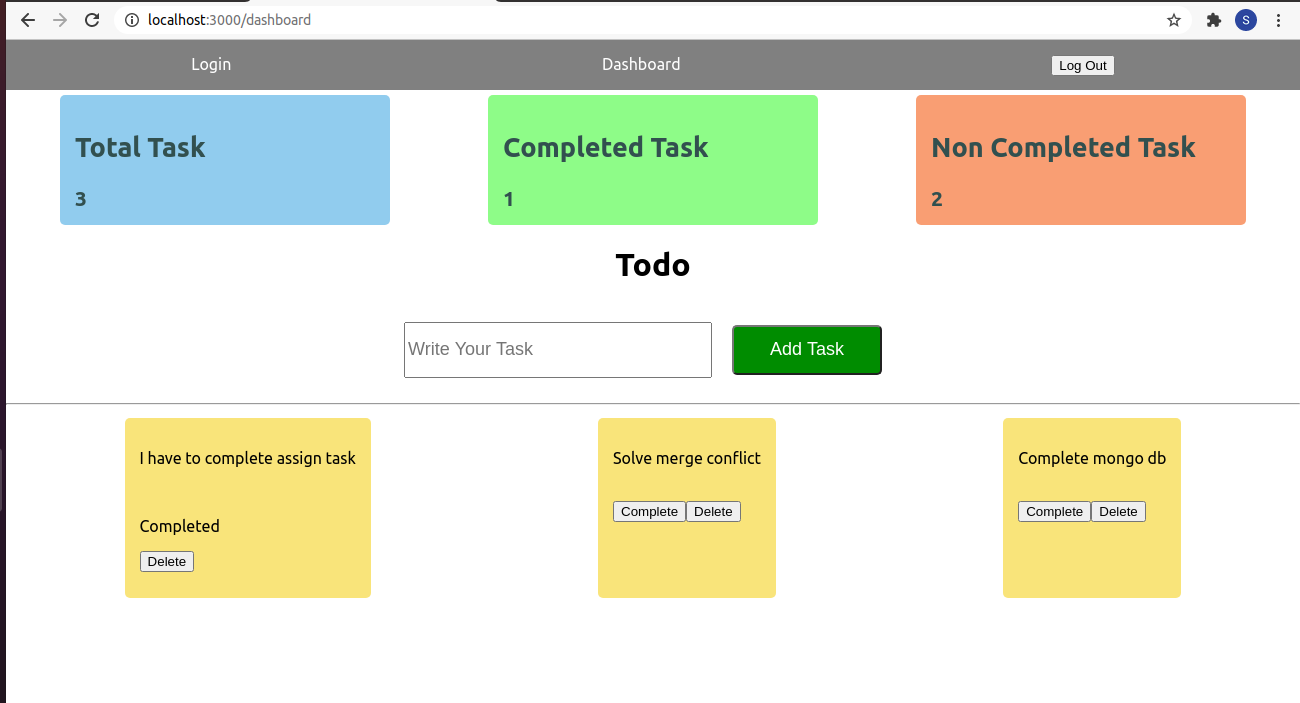 localhost:3000/dashboard
S
Login Dashboard Log Out
Total Task Completed Task Non Completed Task
3 1 2
Todo
Write Your Task Add Task
I have to complete assign task Solve merge conflict Complete mongo db
Complete Delete Complete Delete
Completed
Delete